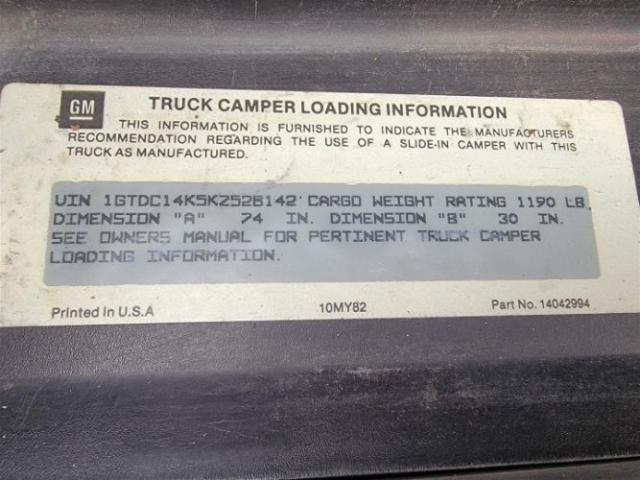 GM
TRUCK CAMPER LOADING INFORMATION
THIS INFORMATION IS FURNISHED TO INDICATE THE MANUFACTURERS
RECOMMENDATION REGARDING THE USE OF A SLIDE-IN CAMPER WITH THIS
TRUCK AS MANUFACTURED.
VIN 1GTDC14K5KZ528142 CARGO WEIGHT RATING 1190 LB.
DIMENSION "A" 74 IN. DIMENSION "B" 30 IN.
SEE OWNERS MANUAL FOR PERTINENT TRUCK CAMPER
LOADING INFORMATION.
Printed in U.S.A 10MY82 Part No. 14042994